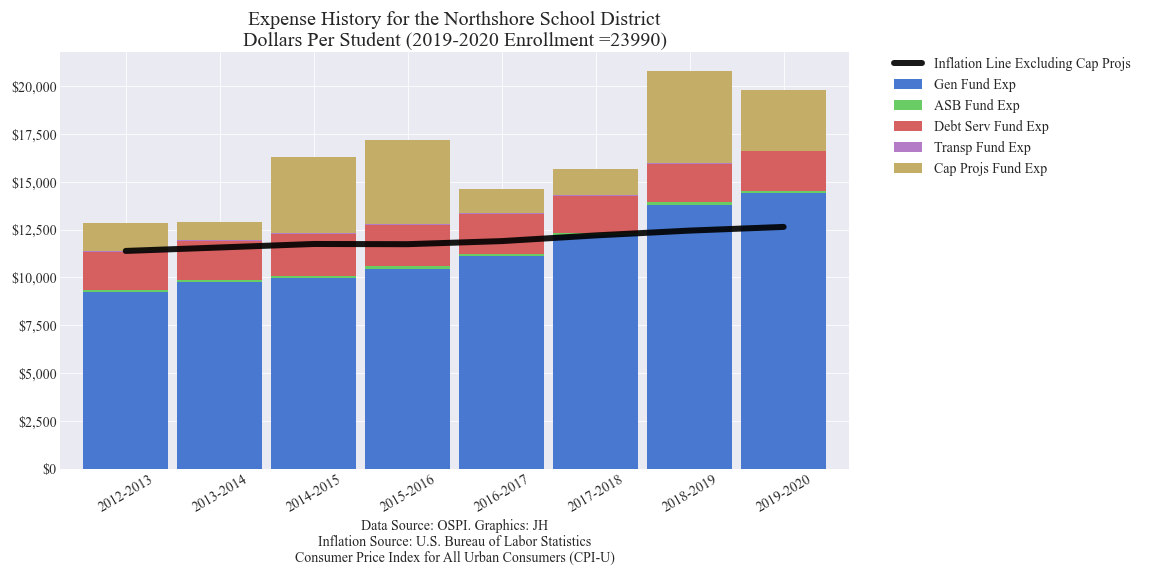 Expense History for the Northshore School District
Dollars Per Student (2019-2020 Enrollment =23990)
$20,000
$17,500
$15,000
$12,500
$10,000
$7,500
$5,000
$2,500
$0
2012-2013
2013-2014
2014-2015
2015-2016
2016-2017
2017-2018
2018-2019
2019-2020
Inflation Line Excluding Cap Projs
Gen Fund Exp
ASB Fund Exp
Debt Serv Fund Exp
Transp Fund Exp
Cap Projs Fund Exp
Data Source: OSPI. Graphics: JH
Inflation Source: U.S. Bureau of Labor Statistics
Consumer Price Index for All Urban Consumers (CPI-U)